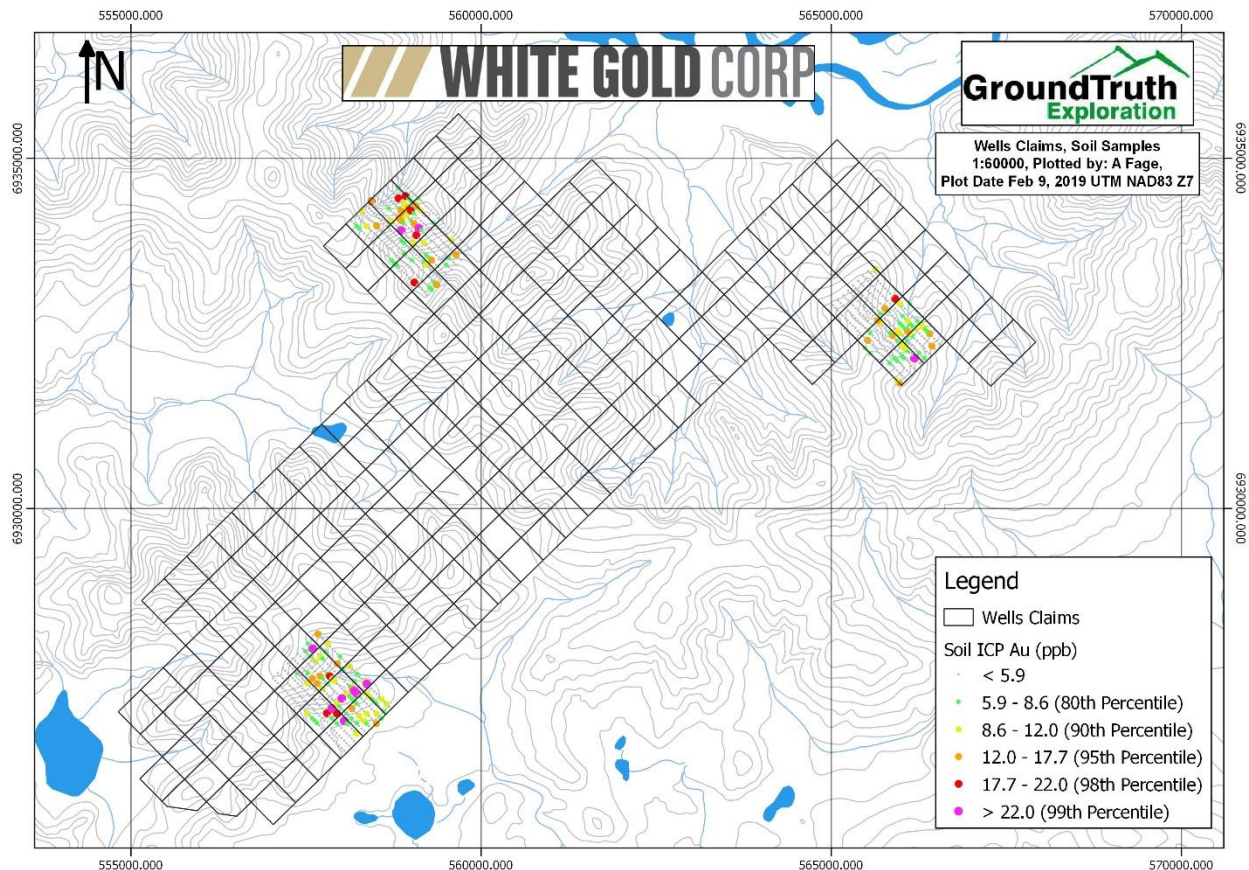 555000.000 560000.000 565000.000 570000.000
N
WHITE GOLD CORP
GroundTruth
Exploration
Wells Claims, Soil Samples
1:60000, Plotted by: A Fage,
Plot Date Feb 9, 2019 UTM NAD83 Z7
6935000.000
6935000.000
6930000.000
6930000.000
Legend
Wells Claims
Soil ICP Au (ppb)
< 5.9
5.9 - 8.6 (80th Percentile)
8.6 - 12.0 (90th Percentile)
12.0 - 17.7 (95th Percentile)
17.7 - 22.0 (98th Percentile)
> 22.0 (99th Percentile)
555000.000 560000.000 565000.000 570000.000